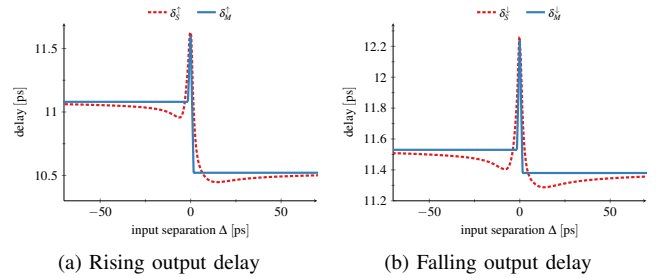 δ_S^↑ δ_M^↑
11.5
11
10.5
delay [ps]
−50 0 50
input separation Δ [ps]
(a) Rising output delay
δ_S^↓ δ_M^↓
12.2
12
11.8
11.6
11.4
11.2
delay [ps]
−50 0 50
input separation Δ [ps]
(b) Falling output delay